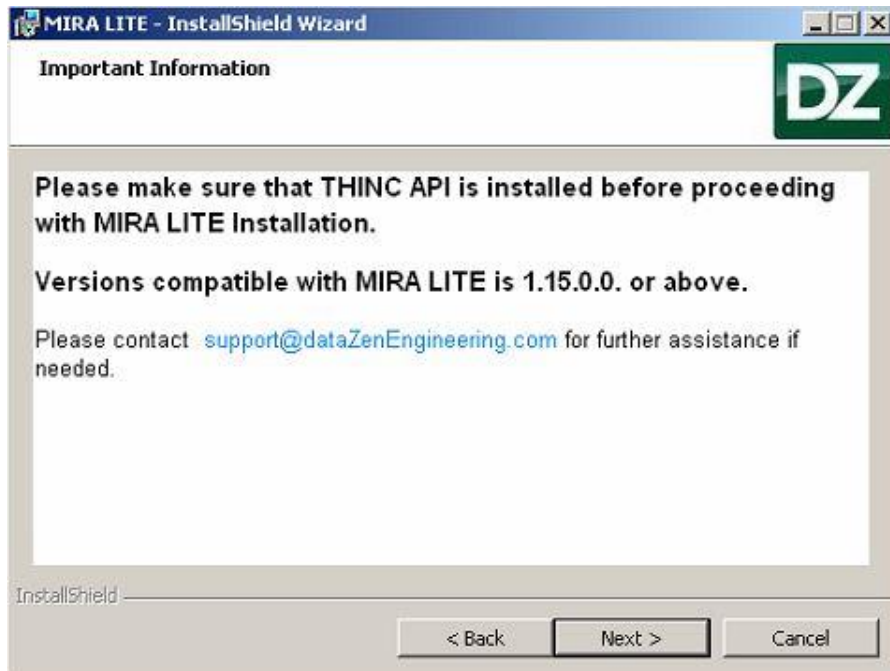 MIRA LITE - InstallShield Wizard
Important Information
DZ
Please make sure that THINC API is installed before proceeding
with MIRA LITE Installation.
Versions compatible with MIRA LITE is 1.15.0.0. or above.
Please contact support@dataZenEngineering.com for further assistance if
needed.
InstallShield
< Back Next > Cancel